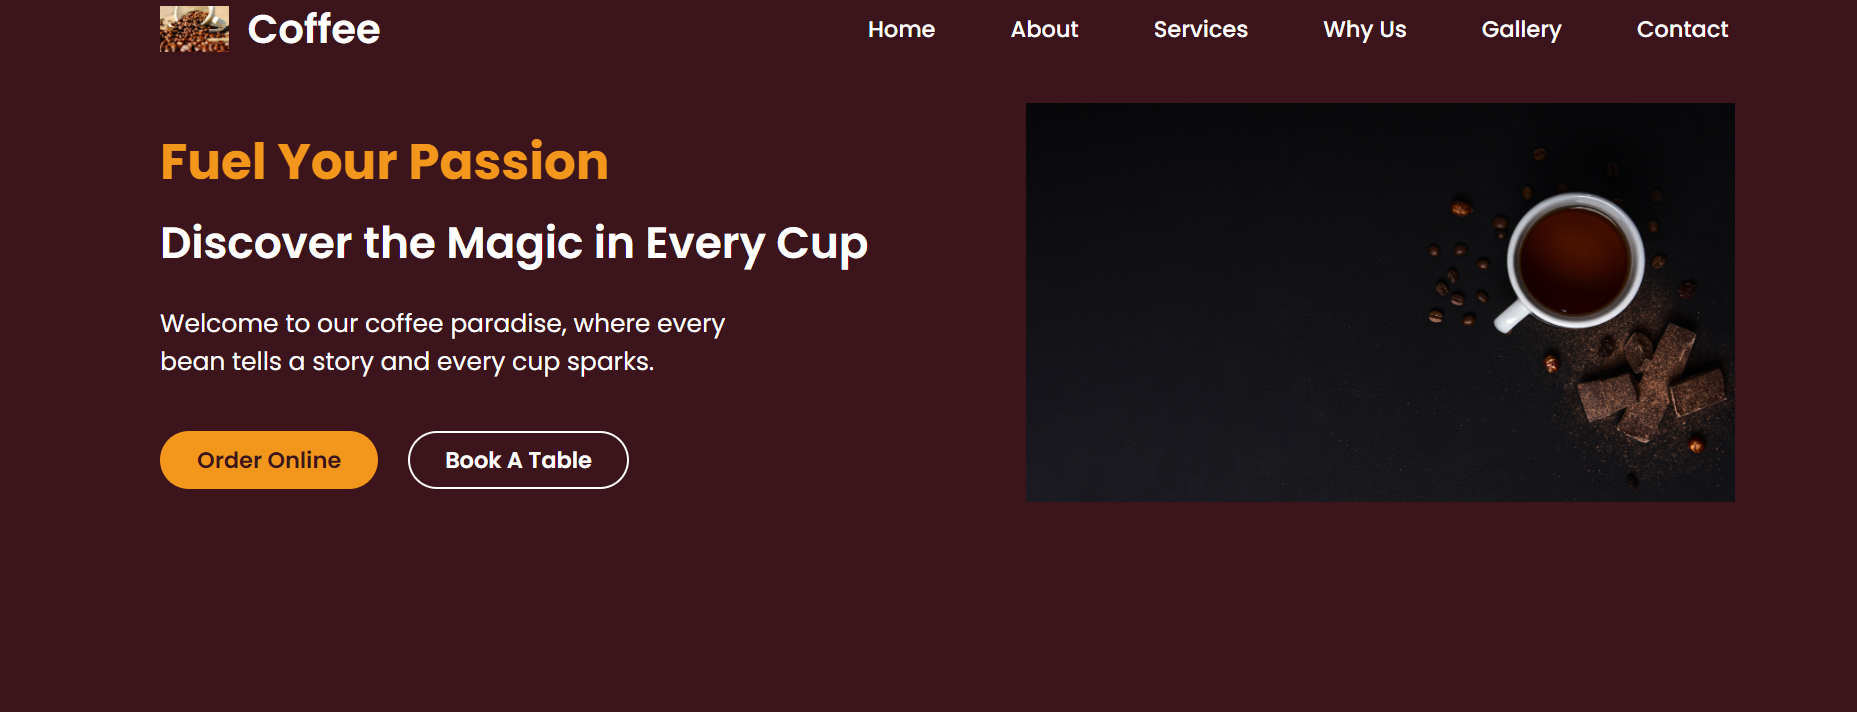 Coffee
Home About Services Why Us Gallery Contact
Fuel Your Passion
Discover the Magic in Every Cup
Welcome to our coffee paradise, where every
bean tells a story and every cup sparks.
Order Online Book A Table